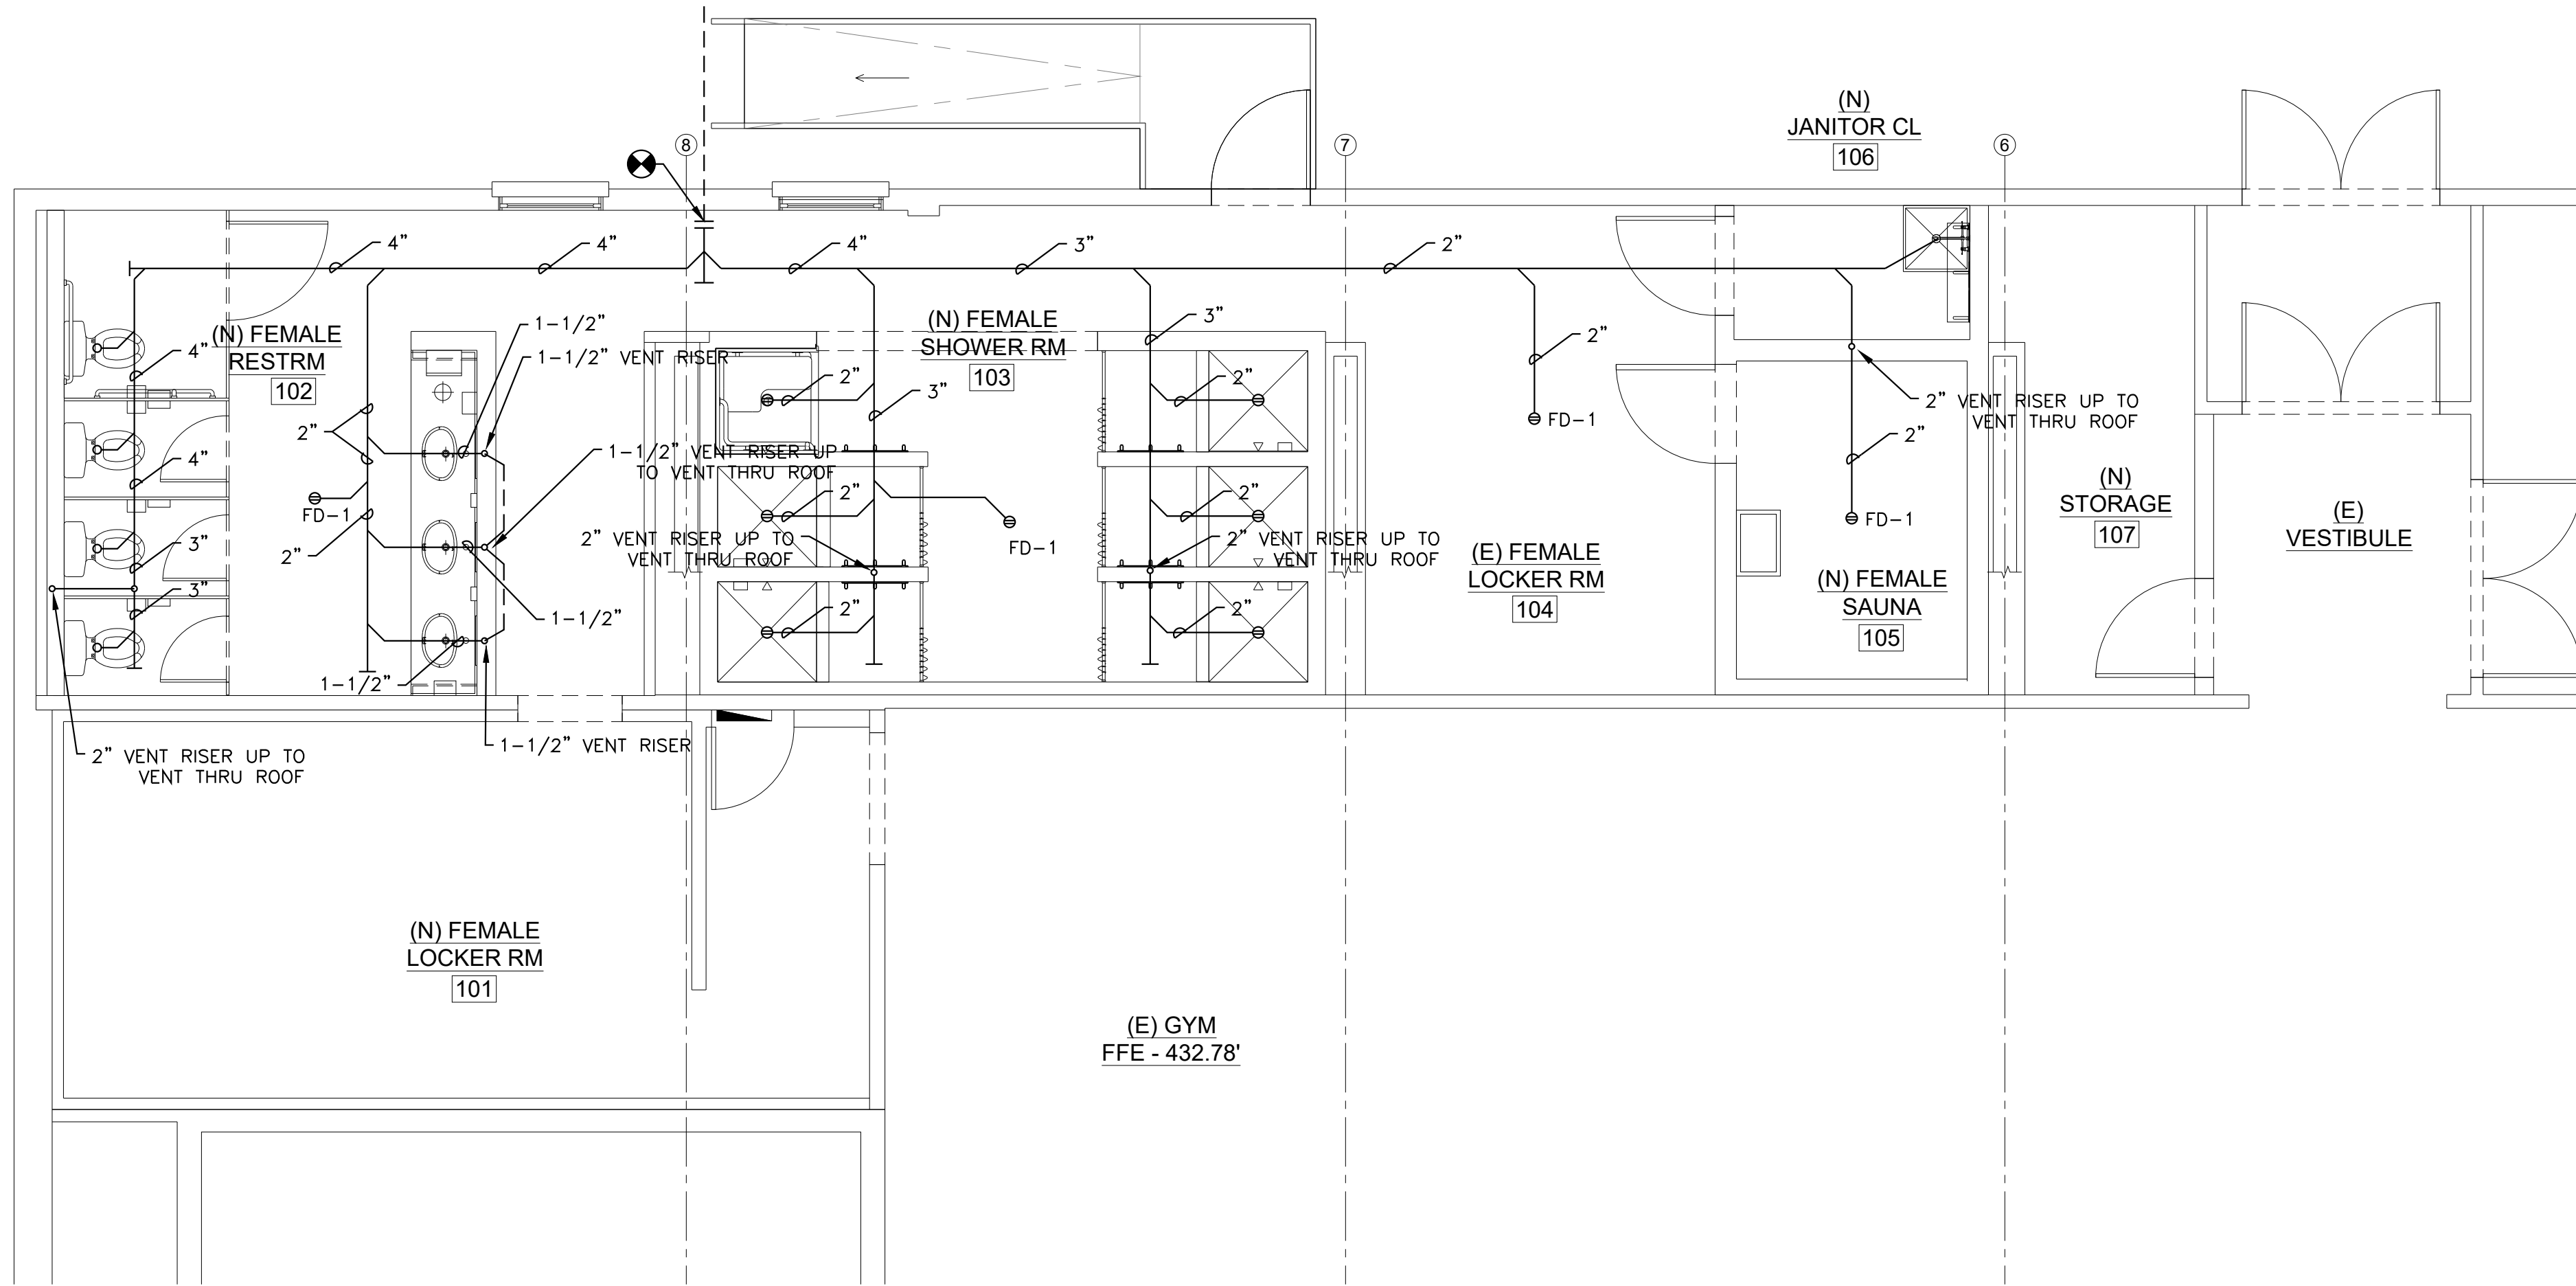 (N)
JANITOR CL
106
8
7
6
4"
4"
4"
3"
2"
(N) FEMALE
RESTRM
102
4"
4"
3"
3"
2"
FD-1
2"
1-1/2"
1-1/2" VENT RISER
1-1/2" VENT RISER UP
TO VENT THRU ROOF
1-1/2"
1-1/2"
1-1/2" VENT RISER
2" VENT RISER UP TO
VENT THRU ROOF
(N) FEMALE
SHOWER RM
103
2"
3"
2"
2" VENT RISER UP TO
VENT THRU ROOF
2"
FD-1
3"
2"
2"
2" VENT RISER UP TO
VENT THRU ROOF
2"
2"
FD-1
(E) FEMALE
LOCKER RM
104
2" VENT RISER UP TO
VENT THRU ROOF
2"
FD-1
(N) FEMALE
SAUNA
105
(N)
STORAGE
107
(E)
VESTIBULE
(N) FEMALE
LOCKER RM
101
(E) GYM
FFE - 432.78'